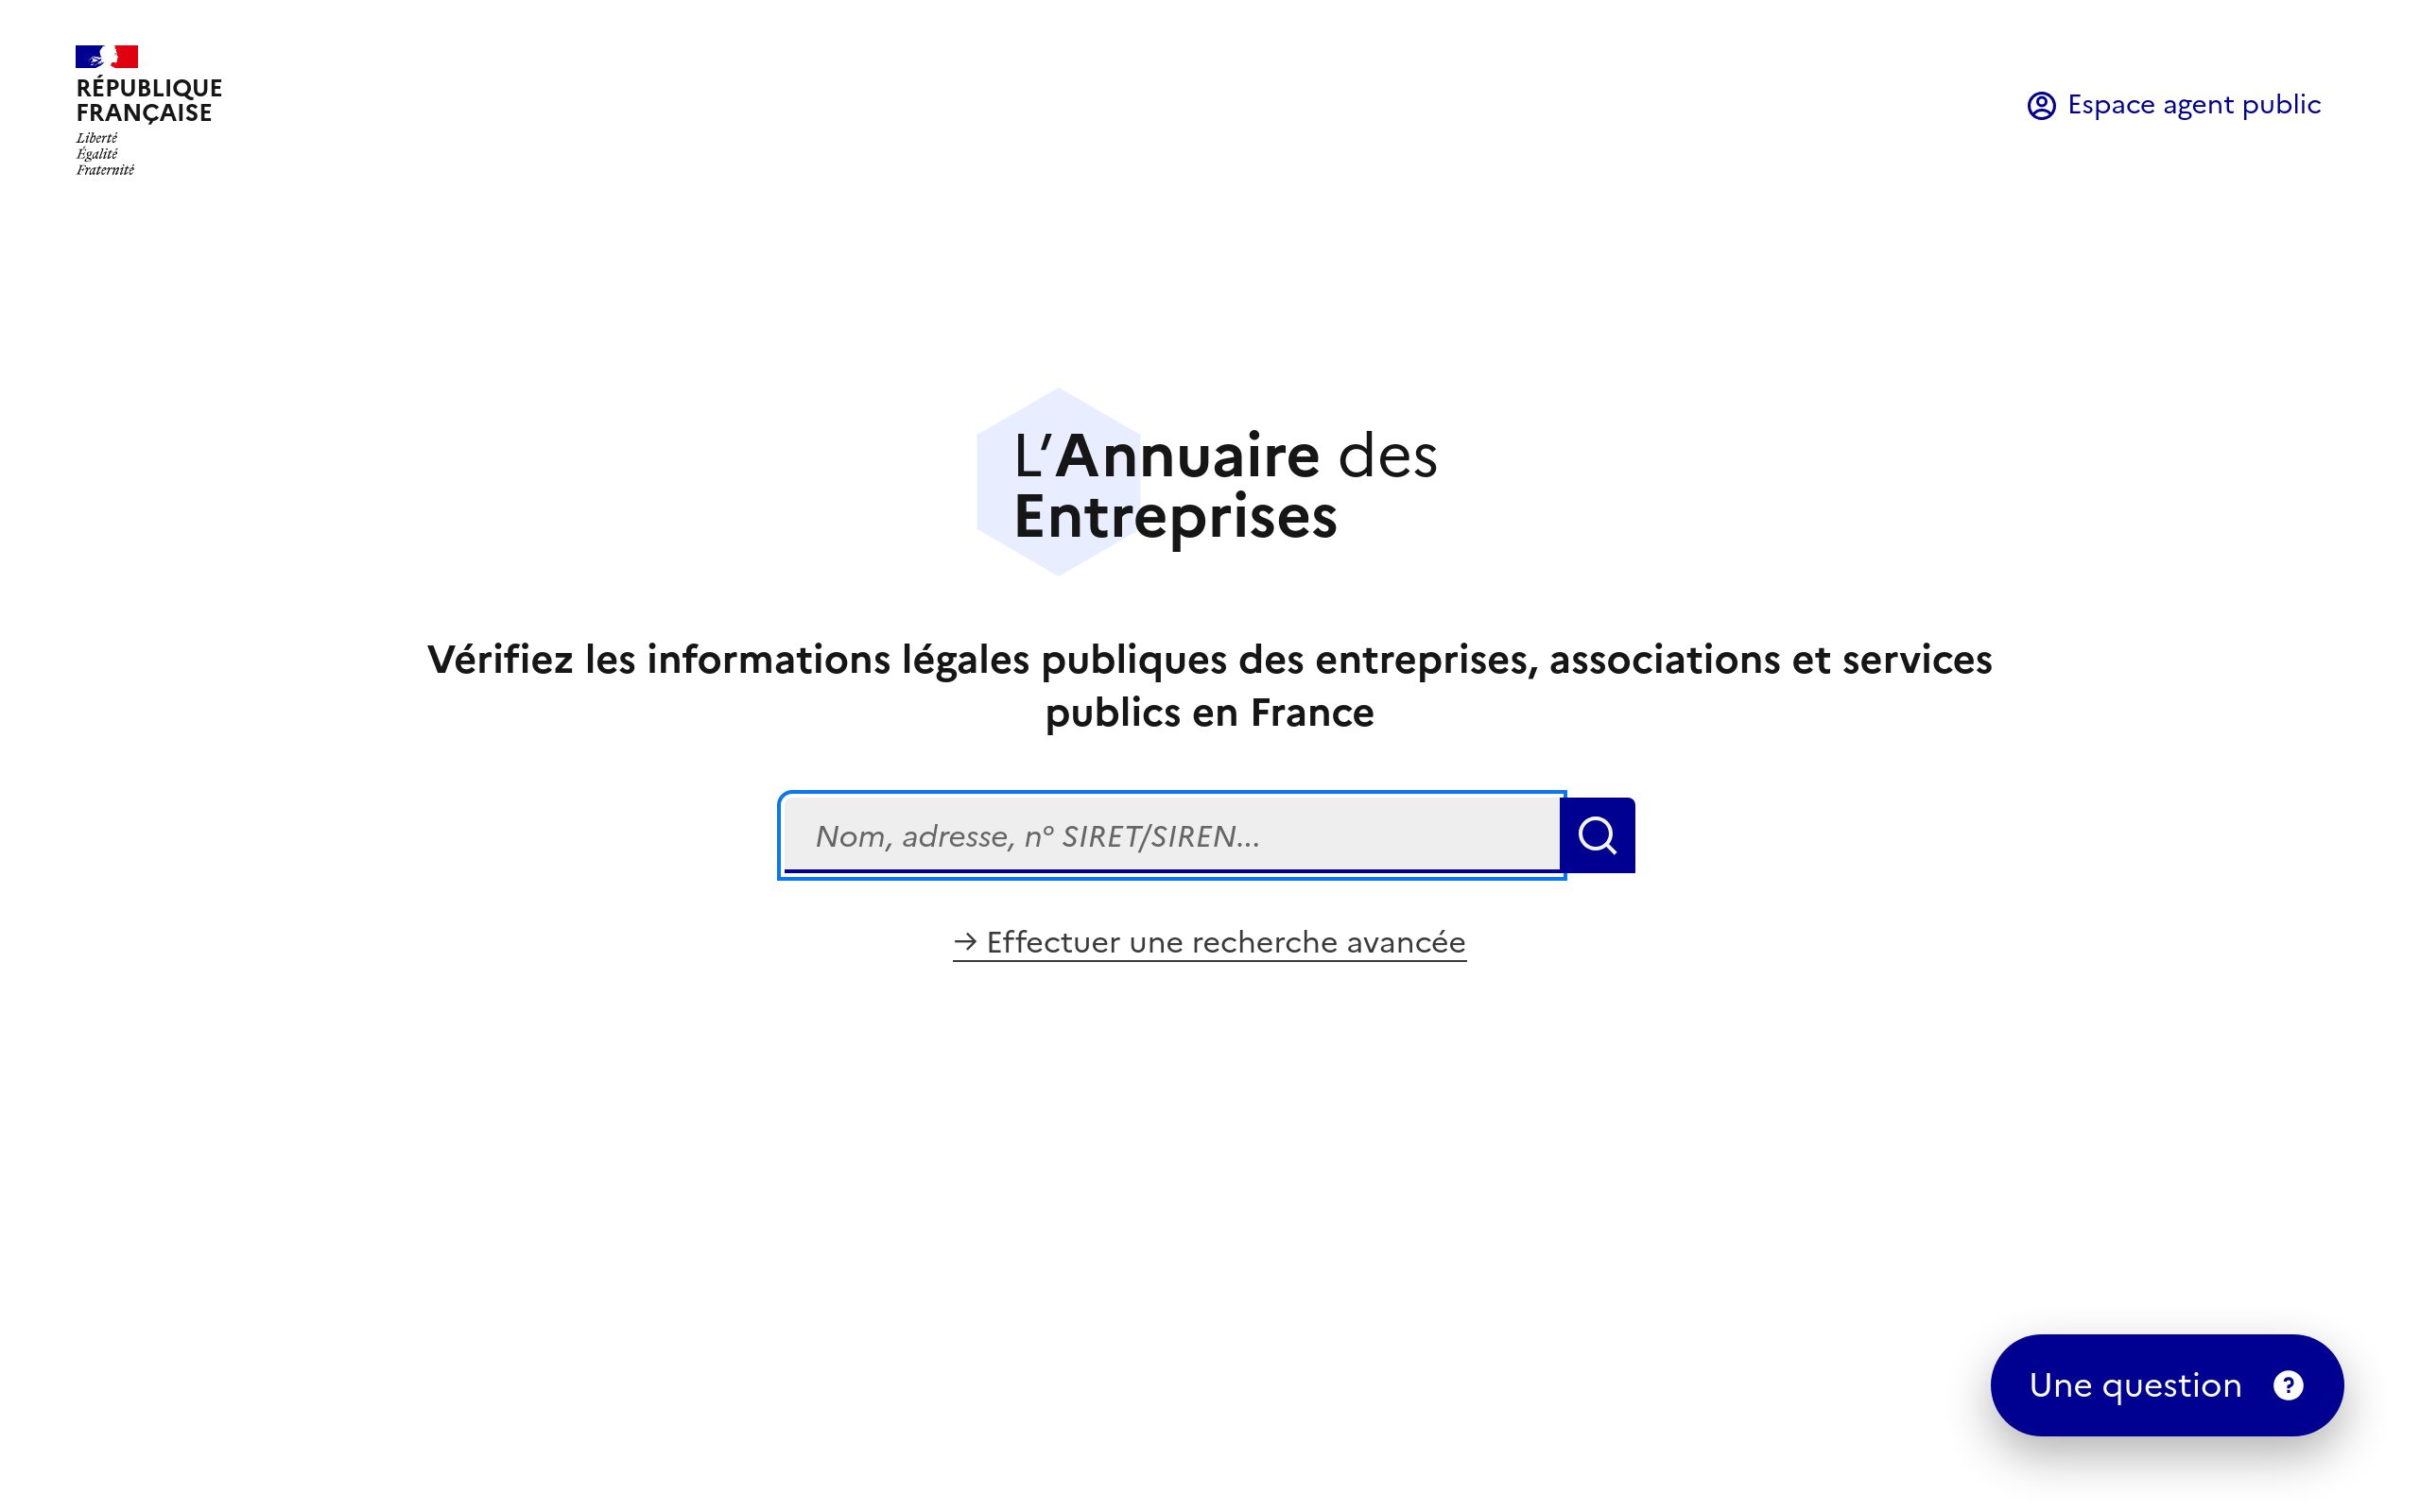 RÉPUBLIQUE
FRANÇAISE
Liberté
Égalité
Fraternité
Espace agent public
L’Annuaire des
Entreprises
Vérifiez les informations légales publiques des entreprises, associations et services
publics en France
Nom, adresse, n° SIRET/SIREN...
→ Effectuer une recherche avancée
Une question ?